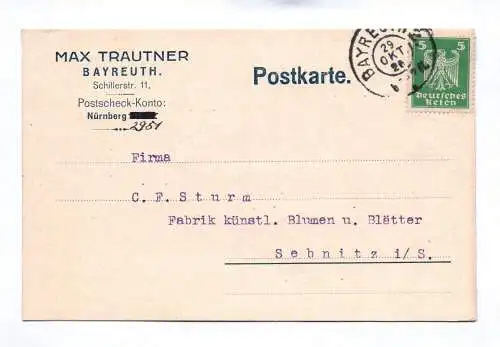 MAX TRAUTNER
BAYREUTH.
Schillerstr. 11.
Postscheck-Konto:
Nürnberg
2951
Postkarte.
BAYREUTH
29
OKT.
26
5 5
Deutsches
Reich
Firma
C.F.Sturm
Fabrik künstl. Blumen u. Blätter
Sebnitz i/S.